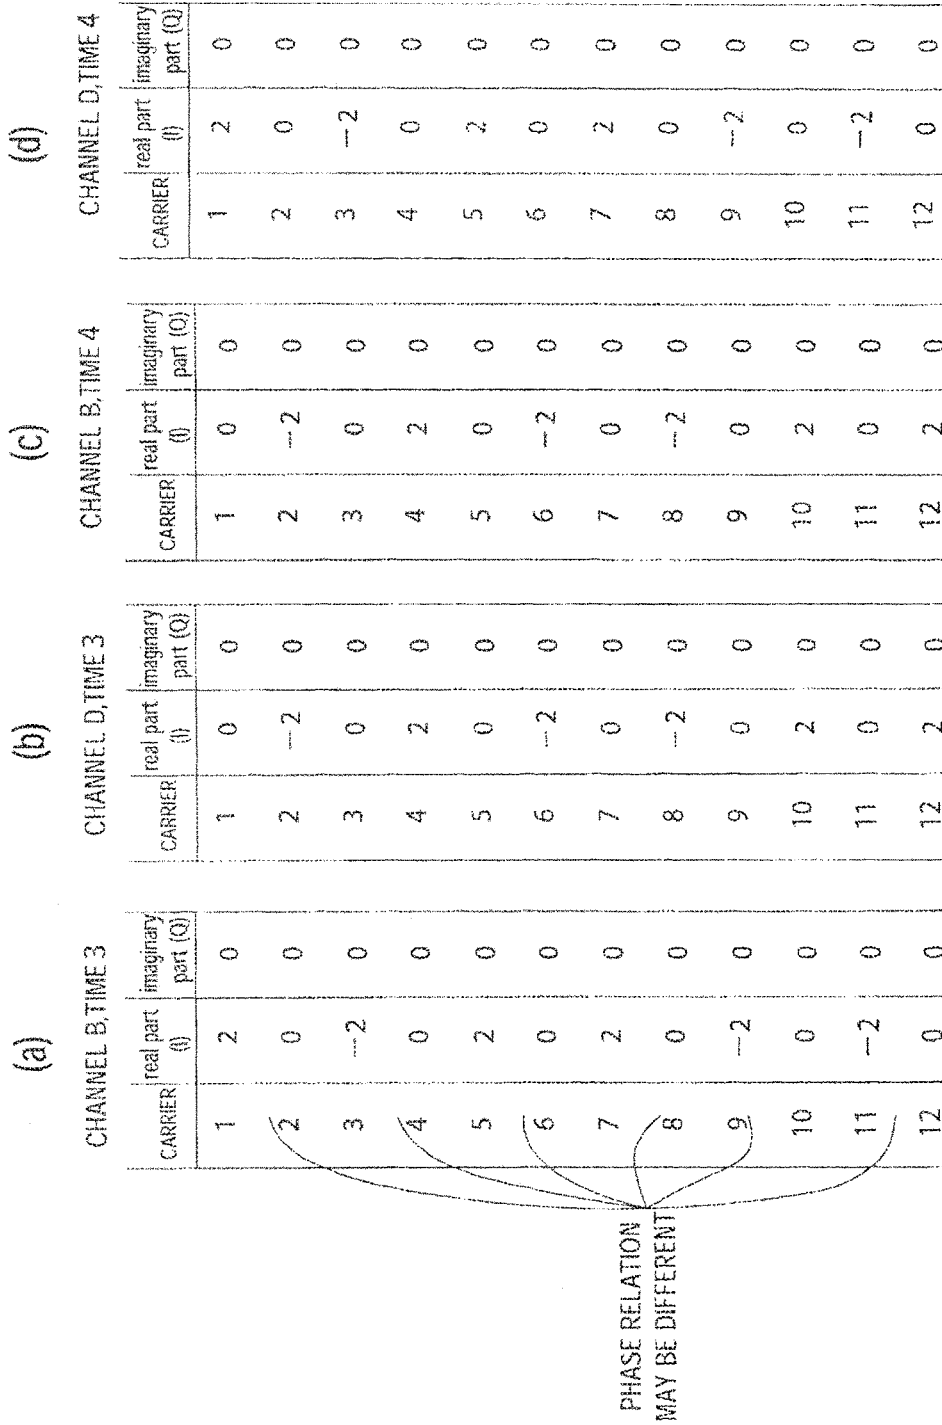 (a)
CHANNEL B,TIME 3
CARRIER real part (I) imaginary part (Q)
1 2 0
2 0 0
3 -2 0
4 0 0
5 2 0
6 0 0
7 2 0
8 0 0
9 -2 0
10 0 0
11 -2 0
12 0 0
PHASE RELATION
MAY BE DIFFERENT
(b)
CHANNEL D,TIME 3
CARRIER real part (I) imaginary part (Q)
1 0 0
2 -2 0
3 0 0
4 2 0
5 0 0
6 -2 0
7 0 0
8 -2 0
9 0 0
10 2 0
11 0 0
12 2 0
(c)
CHANNEL B,TIME 4
CARRIER real part (I) imaginary part (Q)
1 0 0
2 -2 0
3 0 0
4 2 0
5 0 0
6 -2 0
7 0 0
8 -2 0
9 0 0
10 2 0
11 0 0
12 2 0
(d)
CHANNEL D,TIME 4
CARRIER real part (I) imaginary part (Q)
1 2 0
2 0 0
3 -2 0
4 0 0
5 2 0
6 0 0
7 2 0
8 0 0
9 -2 0
10 0 0
11 -2 0
12 0 0